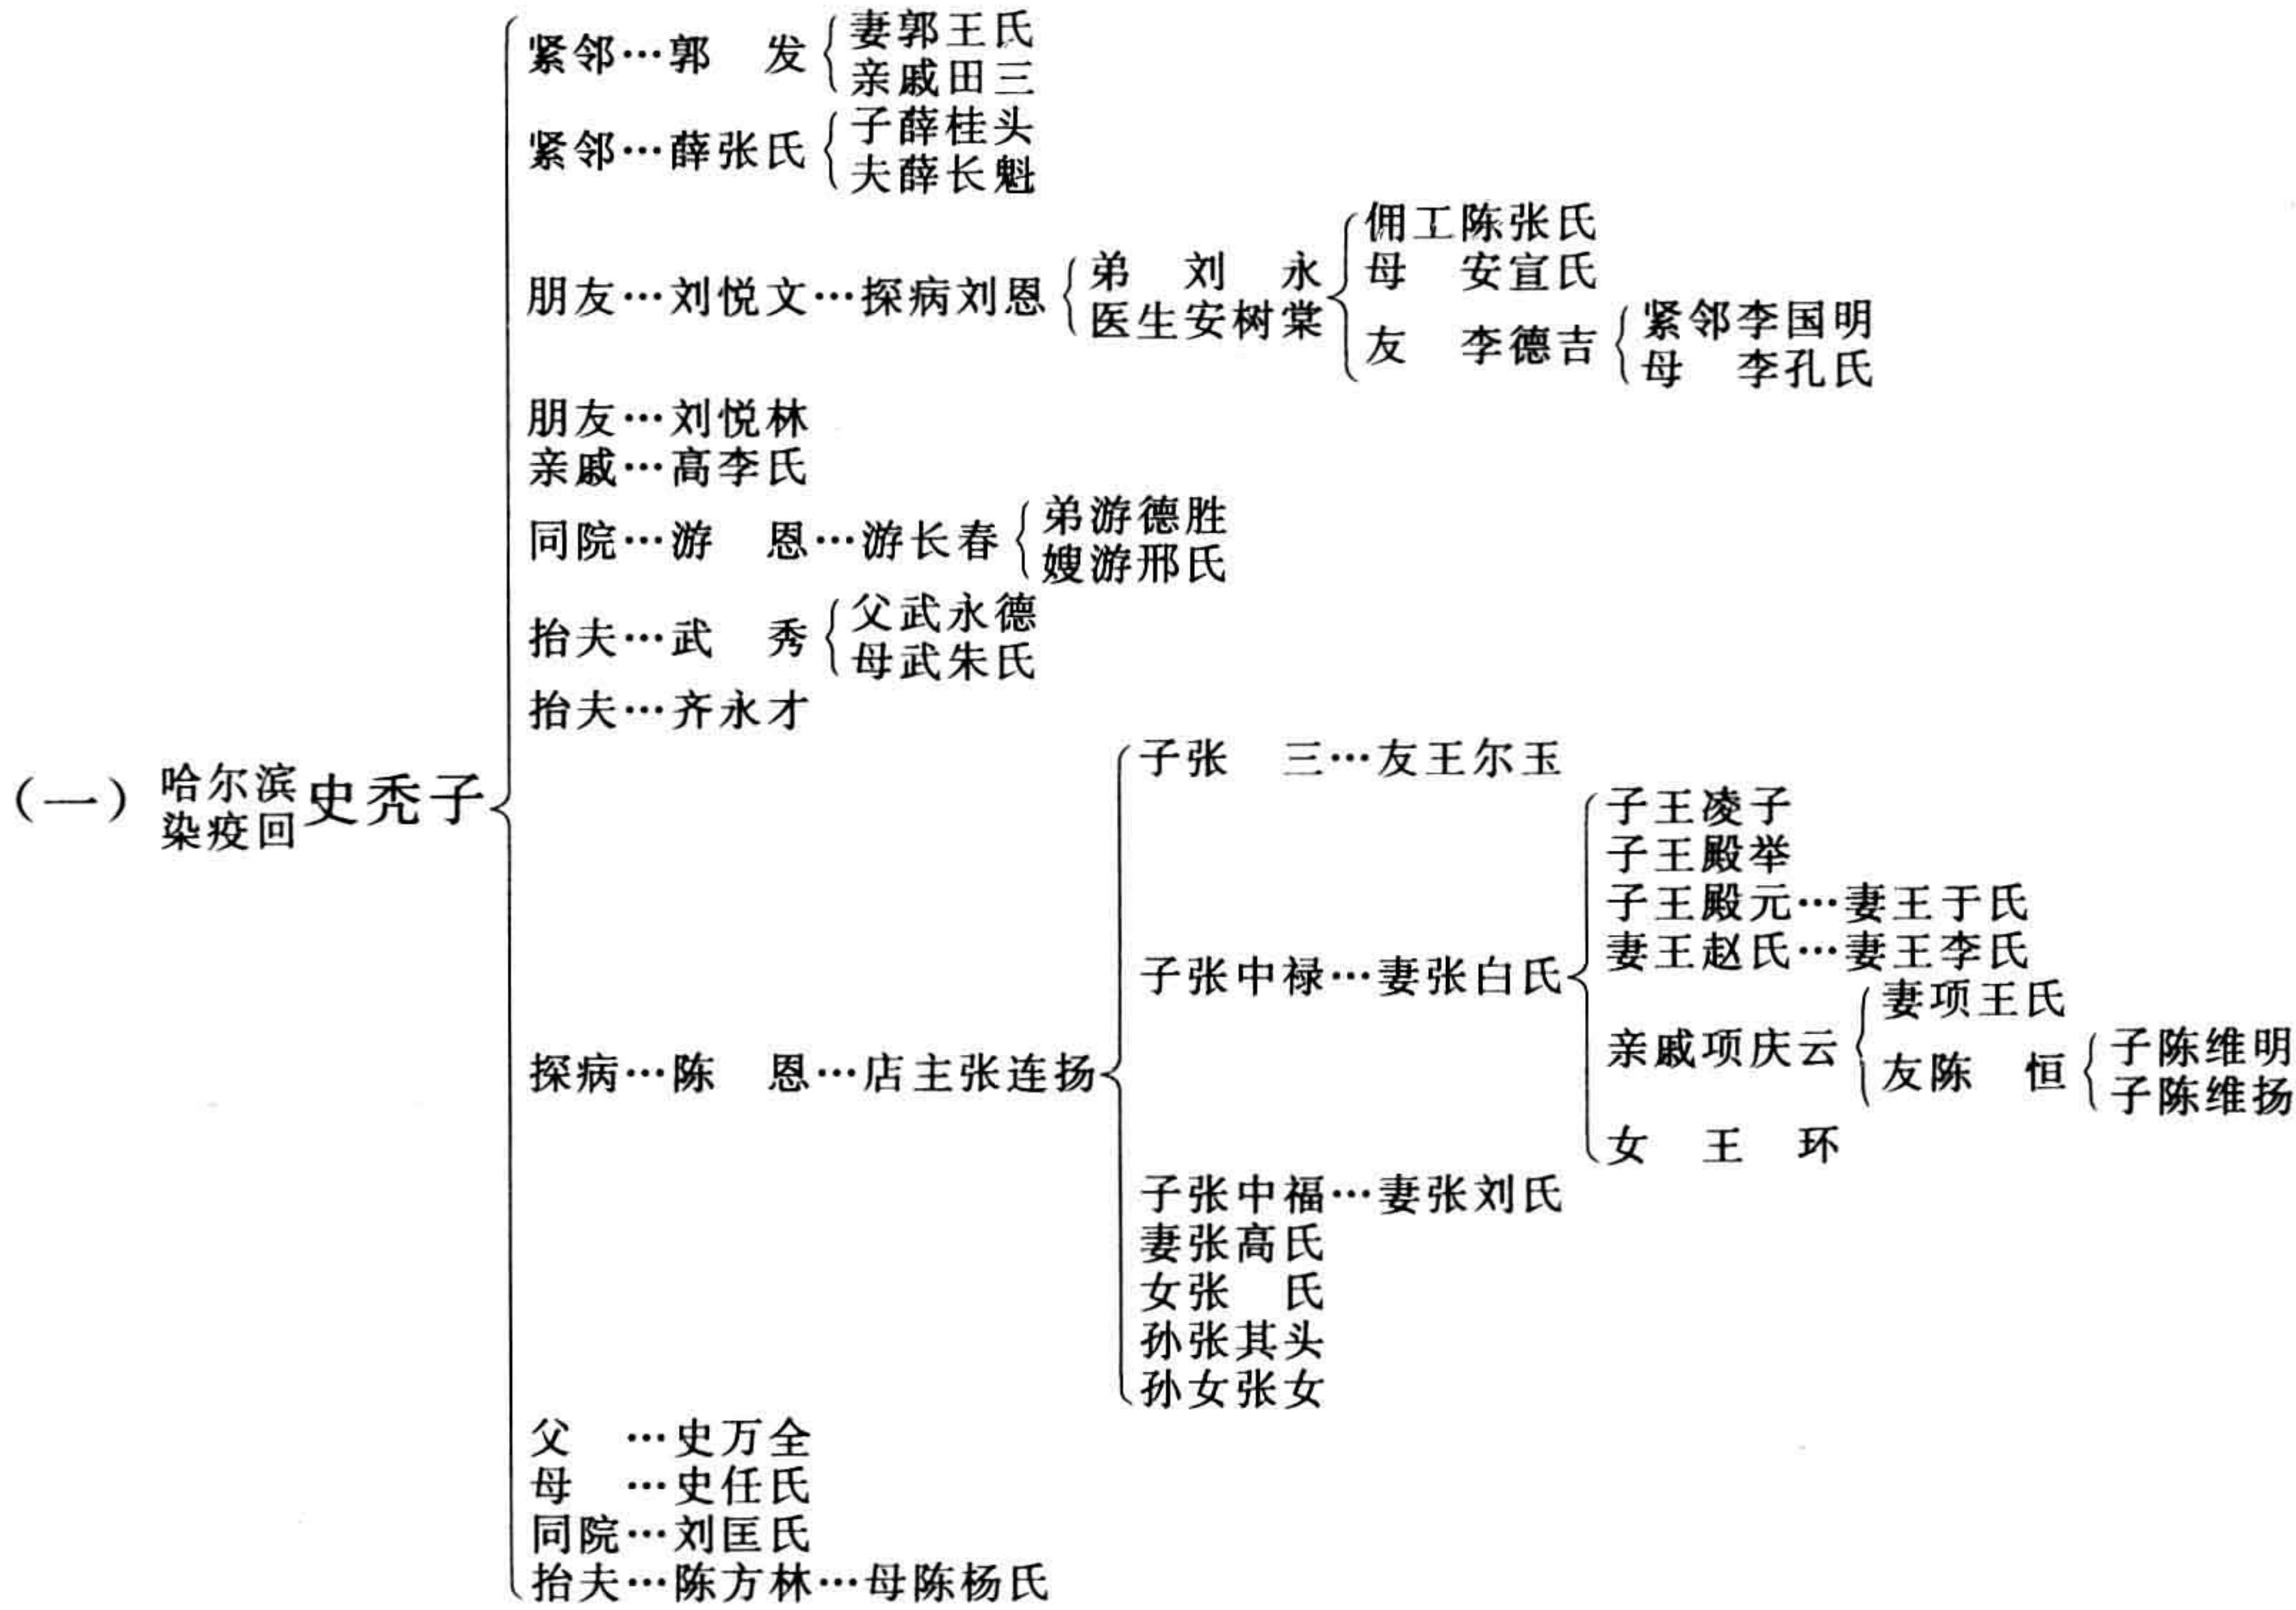 紧邻…郭　发
妻郭王氏
亲戚田三
紧邻…薛张氏
子薛桂头
夫薛长魁
朋友…刘悦文…探病刘恩
弟　刘　永
医生安树棠
佣工陈张氏
母　安宣氏
友　李德吉
紧邻李国明
母　李孔氏
朋友…刘悦林
亲戚…高李氏
同院…游　恩…游长春
弟游德胜
嫂游邢氏
抬夫…武　秀
父武永德
母武朱氏
抬夫…齐永才
（一）哈尔滨
染疫回
史秃子
探病…陈　恩…店主张连扬
子张　三…友王尔玉
子张中禄…妻张白氏
子王凌子
子王殿举
子王殿元…妻王于氏
妻王赵氏…妻王李氏
亲戚项庆云
妻项王氏
友陈　恒
子陈维明
子陈维扬
女　王　环
子张中福…妻张刘氏
妻张高氏
女张　氏
孙张其头
孙女张女
父　…史万全
母　…史任氏
同院…刘匡氏
抬夫…陈方林…母陈杨氏